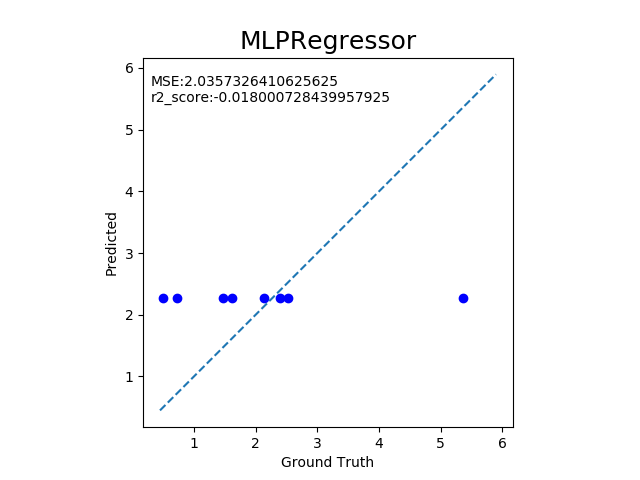 MLPRegressor
MSE:2.0357326410625625
r2_score:-0.018000728439957925
6
5
4
3
2
1
Predicted
1 2 3 4 5 6
Ground Truth